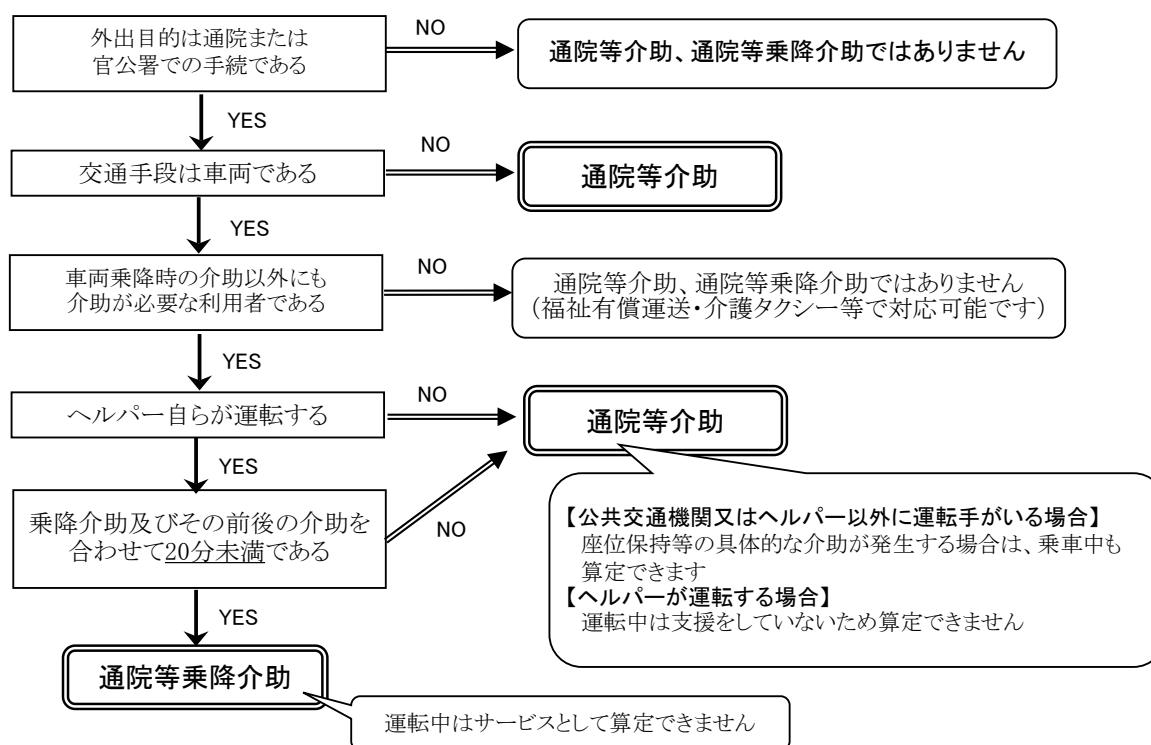 外出目的は通院または
官公署での手続である
NO
通院等介助、通院等乗降介助ではありません
YES
交通手段は車両である
NO
通院等介助
YES
車両乗降時の介助以外にも
介助が必要な利用者である
NO
通院等介助、通院等乗降介助ではありません
（福祉有償運送・介護タクシー等で対応可能です）
YES
ヘルパー自らが運転する
NO
通院等介助
YES
乗降介助及びその前後の介助を
合わせて20分未満である
NO
【公共交通機関又はヘルパー以外に運転手がいる場合】
座位保持等の具体的な介助が発生する場合は、乗車中も
算定できます
【ヘルパーが運転する場合】
運転中は支援をしていないため算定できません
YES
通院等乗降介助
運転中はサービスとして算定できません